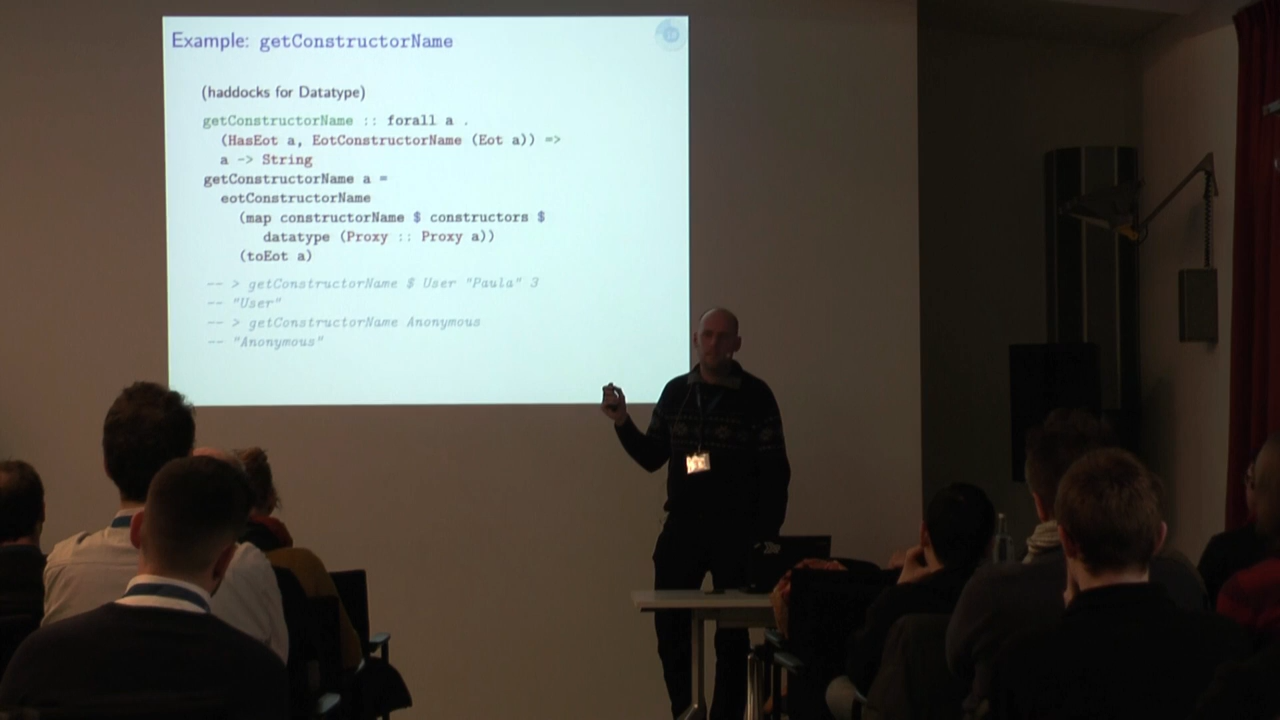 Example: getConstructorName
(haddocks for Datatype)
getConstructorName :: forall a .
(HasEot a, EotConstructorName (Eot a)) =>
a -> String
getConstructorName a =
eotConstructorName
(map constructorName $ constructors $
datatype (Proxy :: Proxy a))
(toEot a)
-- > getConstructorName $ User "Paula" 3
-- "User"
-- > getConstructorName Anonymous
-- "Anonymous"